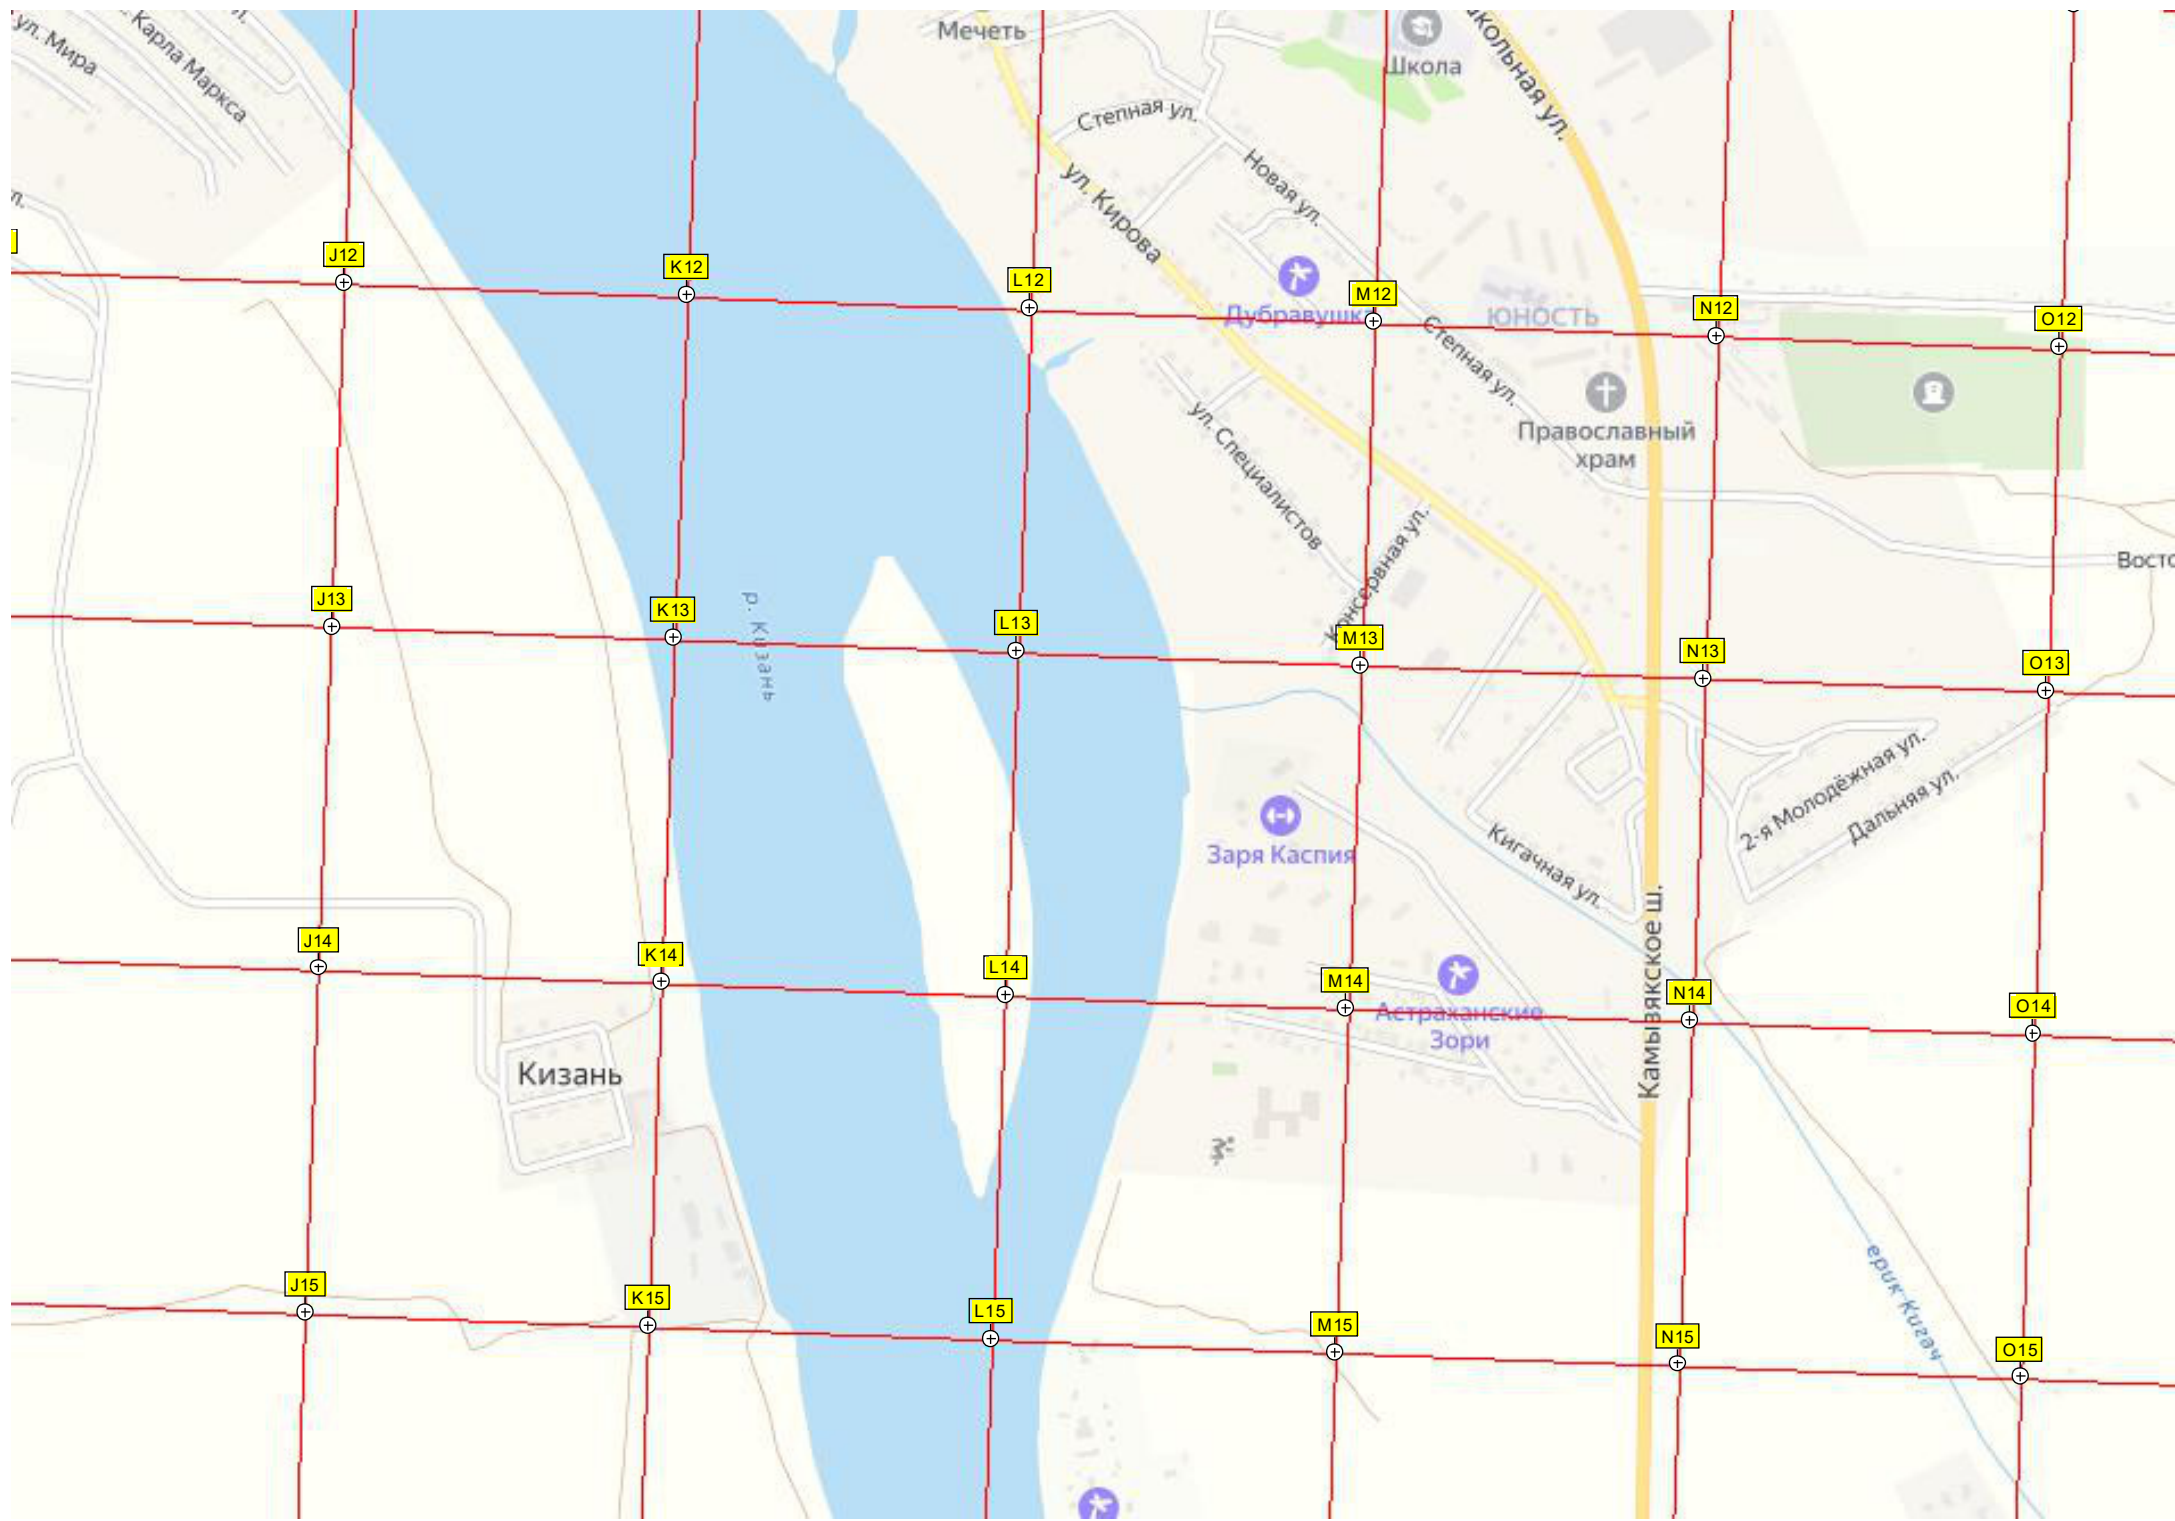 ул. Мира
Карла Маркса
Мечеть
Школа
Школьная ул.
Степная ул.
ул. Кирова
Новая ул.
J12
K12
L12
M12
N12
O12
Дубравушка
ЮНОСТЬ
Степная ул.
Православный
храм
ул. Специалистов
Консервная ул.
Восто
J13
K13
L13
M13
N13
O13
р. Кизань
2-я Молодёжная ул.
Дальняя ул.
Заря Каспия
Кигачная ул.
Камызякское ш.
J14
K14
L14
M14
N14
O14
Астраханские
Зори
Кизань
ерик Кигач
J15
K15
L15
M15
N15
O15